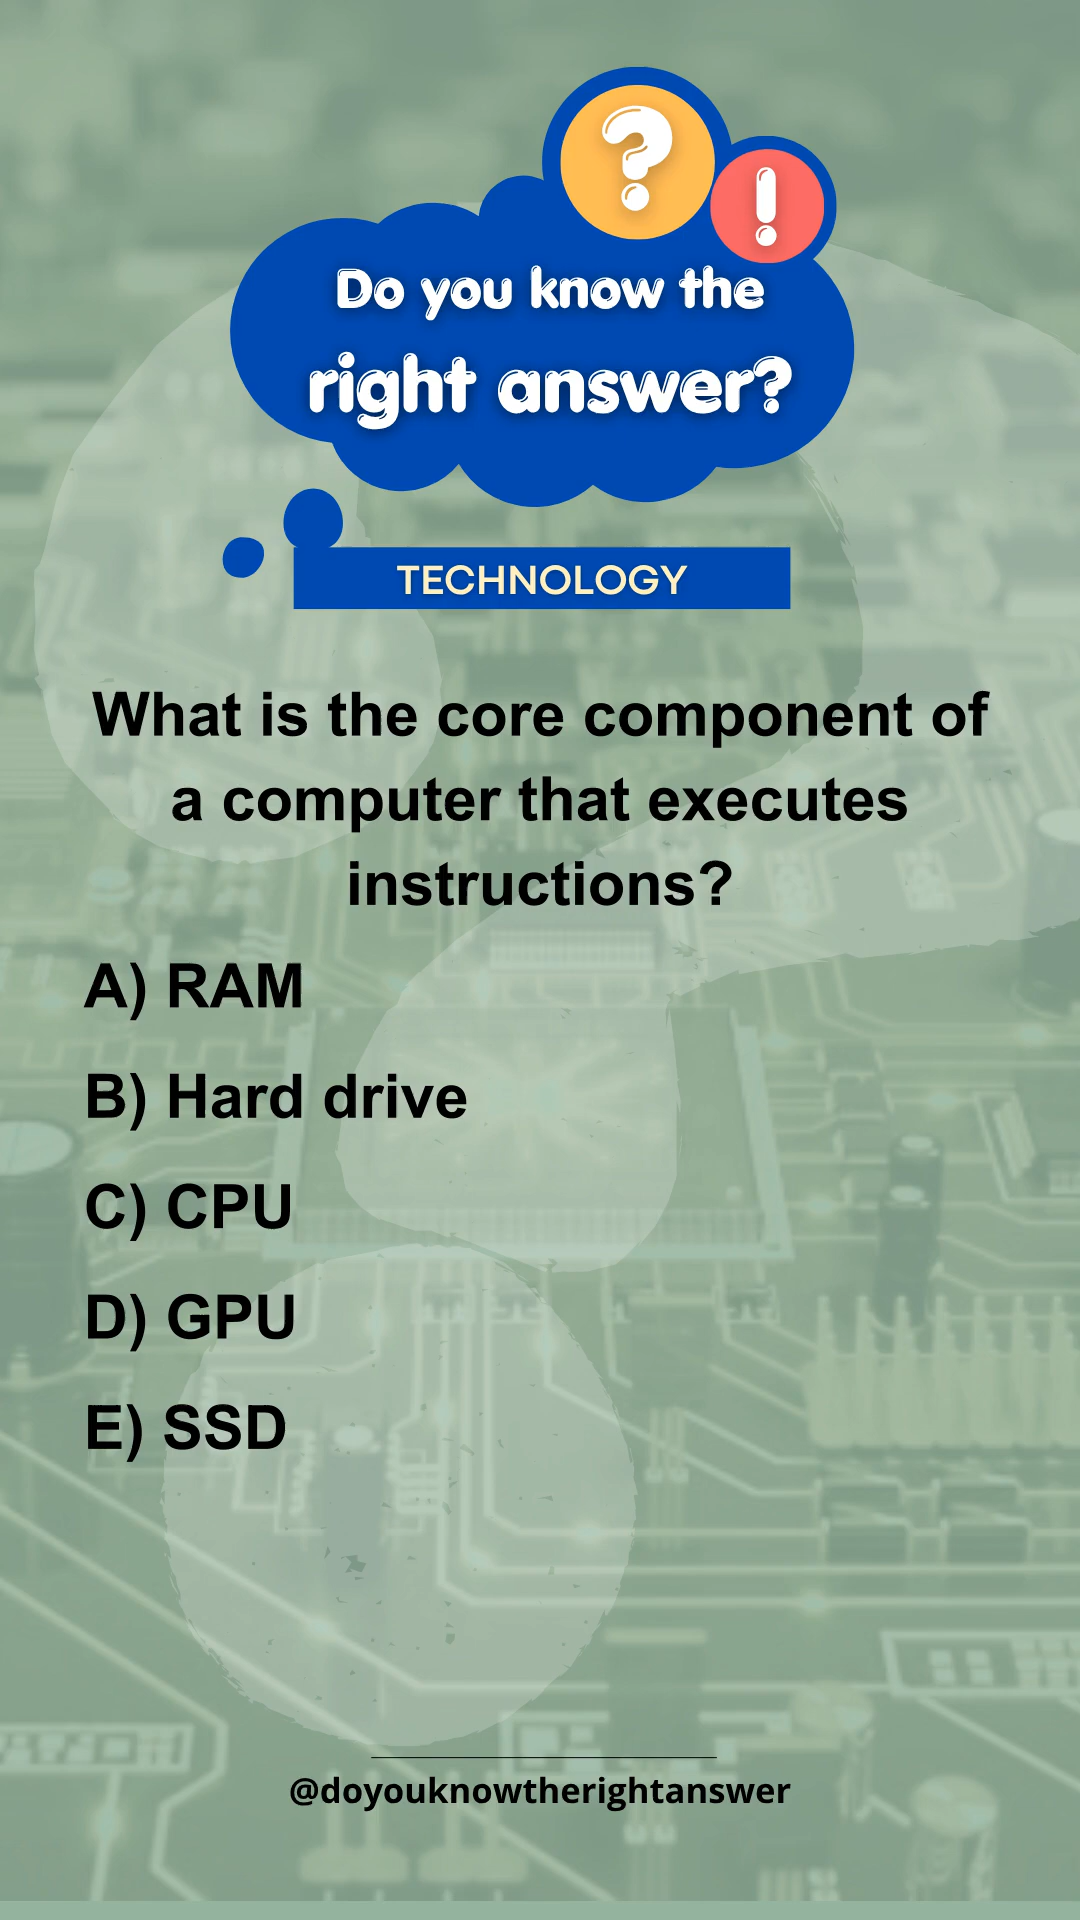 ?
!
Do you know the
right answer?
TECHNOLOGY
What is the core component of
a computer that executes
instructions?
A) RAM
B) Hard drive
C) CPU
D) GPU
E) SSD
@doyouknowtherightanswer